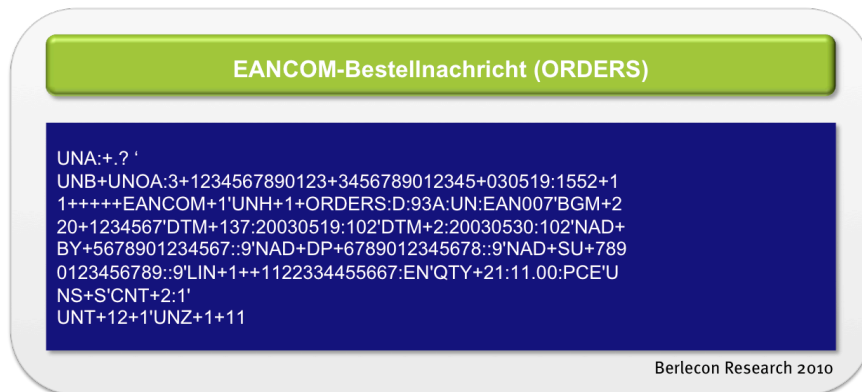 EANCOM-Bestellnachricht (ORDERS)
UNA:+.? ‘
UNB+UNOA:3+1234567890123+3456789012345+030519:1552+1
1+++++EANCOM+1'UNH+1+ORDERS:D:93A:UN:EAN007'BGM+2
20+1234567'DTM+137:20030519:102'DTM+2:20030530:102'NAD+
BY+5678901234567::9'NAD+DP+6789012345678::9'NAD+SU+789
0123456789::9'LIN+1++1122334455667:EN'QTY+21:11.00:PCE'U
NS+S'CNT+2:1'
UNT+12+1'UNZ+1+11
Berlecon Research 2010